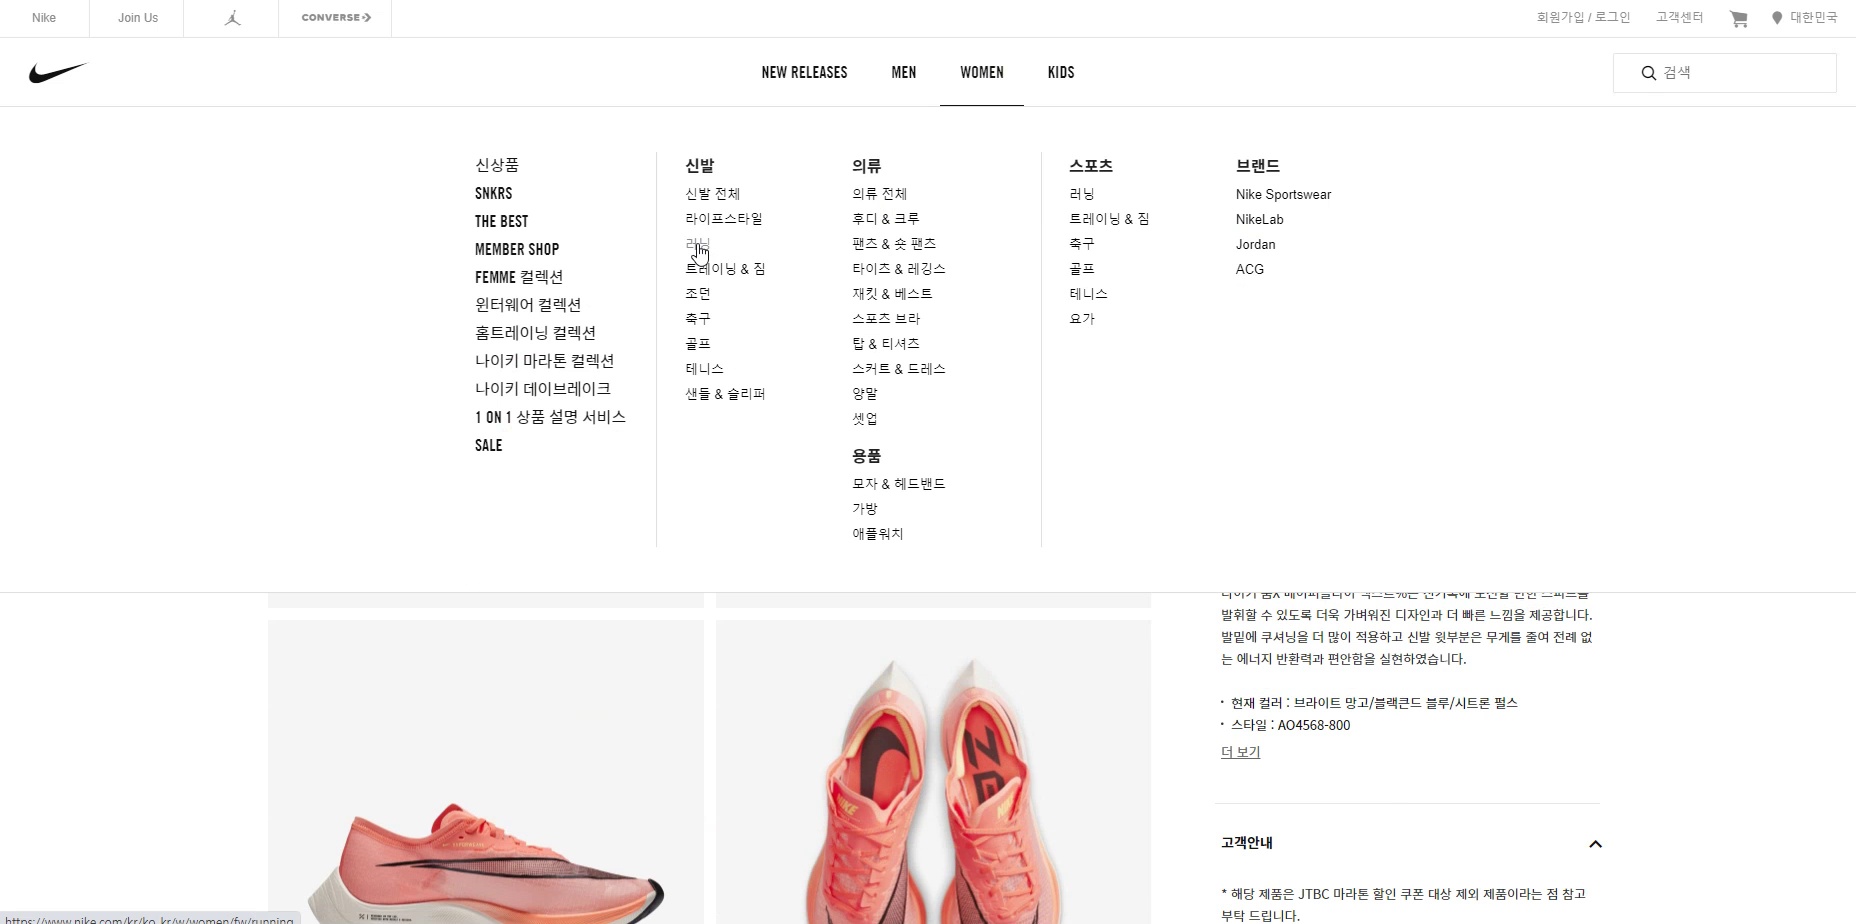 Nike
Join Us
CONVERSE
회원가입 / 로그인
고객센터
대한민국
NEW RELEASES
MEN
WOMEN
KIDS
검색
신상품
SNKRS
THE BEST
MEMBER SHOP
FEMME 컬렉션
윈터웨어 컬렉션
홈트레이닝 컬렉션
나이키 마라톤 컬렉션
나이키 데이브레이크
1 ON 1 상품 설명 서비스
SALE
신발
신발 전체
라이프스타일
러닝
트레이닝 & 짐
조던
축구
골프
테니스
샌들 & 슬리퍼
의류
의류 전체
후디 & 크루
팬츠 & 숏 팬츠
타이츠 & 레깅스
재킷 & 베스트
스포츠 브라
탑 & 티셔츠
스커트 & 드레스
양말
셋업
용품
모자 & 헤드밴드
가방
애플워치
스포츠
러닝
트레이닝 & 짐
축구
골프
테니스
요가
브랜드
Nike Sportswear
NikeLab
Jordan
ACG
발휘할 수 있도록 더욱 가벼워진 디자인과 더 빠른 느낌을 제공합니다.
발밑에 쿠셔닝을 더 많이 적용하고 신발 윗부분은 무게를 줄여 전례 없
는 에너지 반환력과 편안함을 실현하였습니다.
· 현재 컬러 : 브라이트 망고/블랙큰드 블루/시트론 펄스
· 스타일 : AO4568-800
더 보기
고객안내
* 해당 제품은 JTBC 마라톤 할인 쿠폰 대상 제외 제품이라는 점 참고
부탁 드립니다.
NIKE
https://www.nike.com/kr/ko_kr/w/women/fw/running